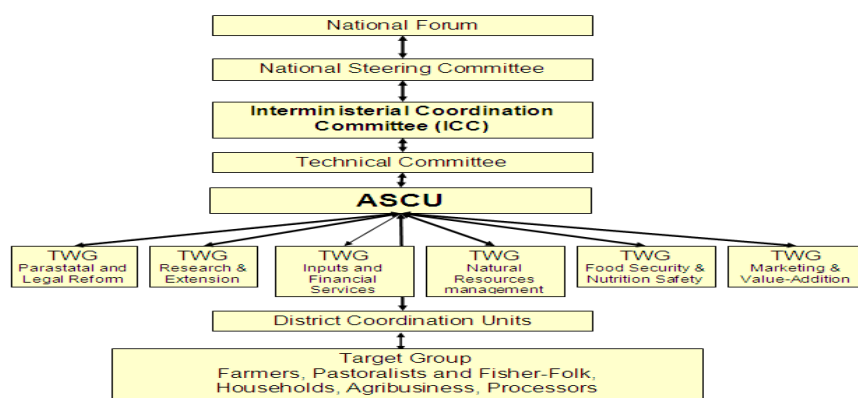 National Forum
National Steering Committee
Interministerial Coordination
Committee (ICC)
Technical Committee
ASCU
TWG
Parastatal and
Legal Reform
TWG
Research &
Extension
TWG
Inputs and
Financial
Services
TWG
Natural
Resources
management
TWG
Food Security &
Nutrition Safety
TWG
Marketing &
Value-Addition
District Coordination Units
Target Group
Farmers, Pastoralists and Fisher-Folk,
Households, Agribusiness, Processors